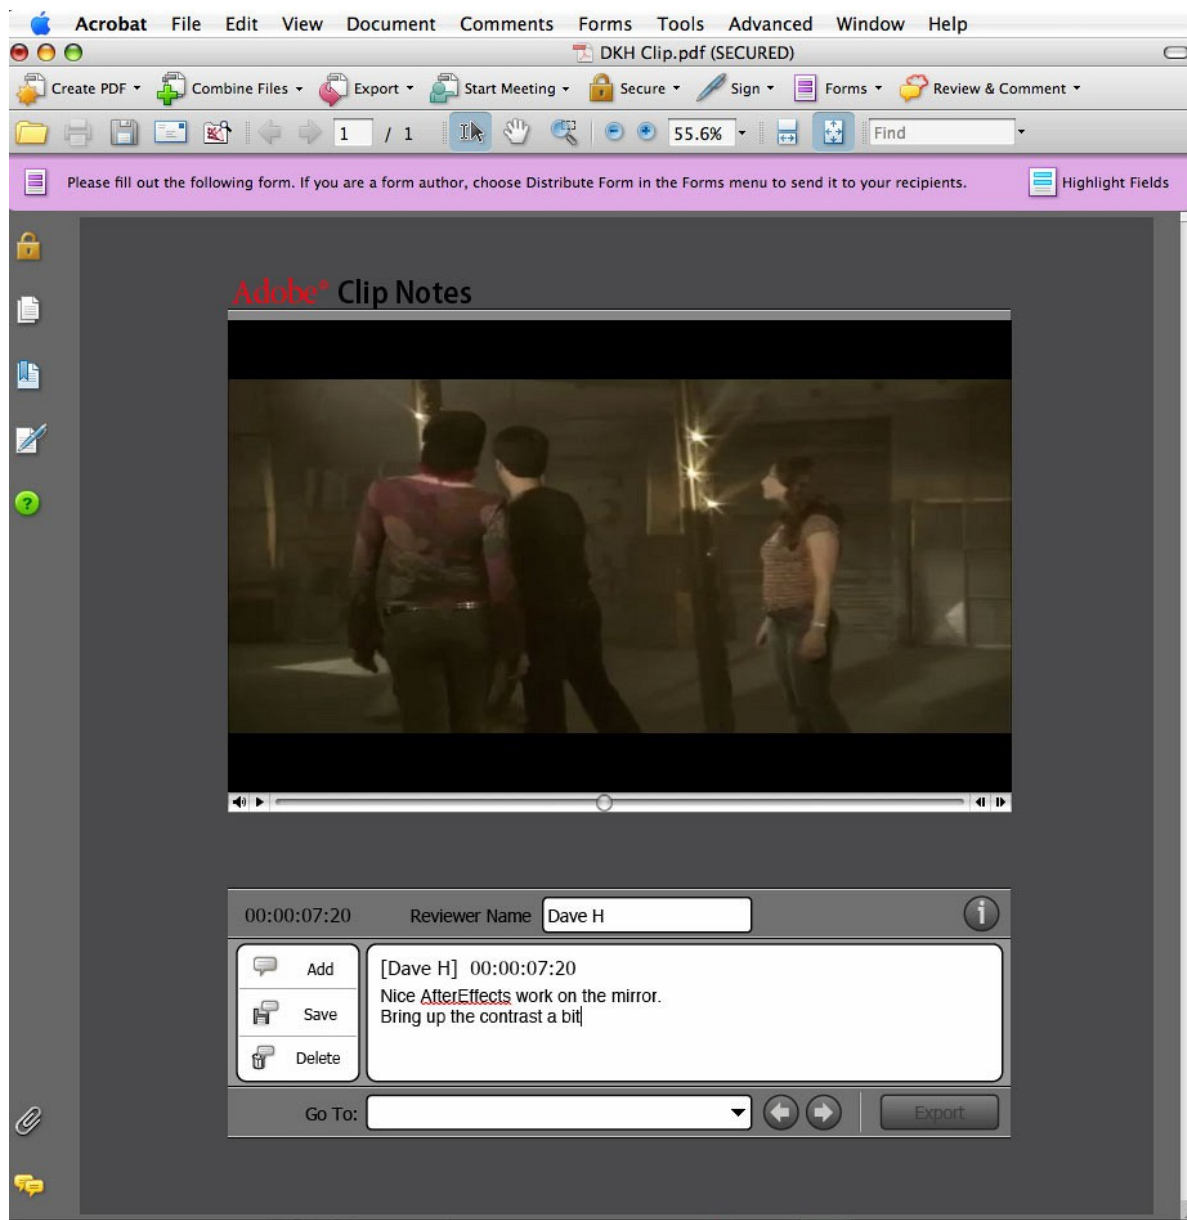 Acrobat File Edit View Document Comments Forms Tools Advanced Window Help
DKH Clip.pdf (SECURED)
Create PDF Combine Files Export Start Meeting Secure Sign Forms Review & Comment
1 / 1 55.6% Find
Please fill out the following form. If you are a form author, choose Distribute Form in the Forms menu to send it to your recipients. Highlight Fields
Adobe® Clip Notes
00:00:07:20 Reviewer Name Dave H
Add
Save
Delete
[Dave H] 00:00:07:20
Nice AfterEffects work on the mirror.
Bring up the contrast a bit
Go To: Export